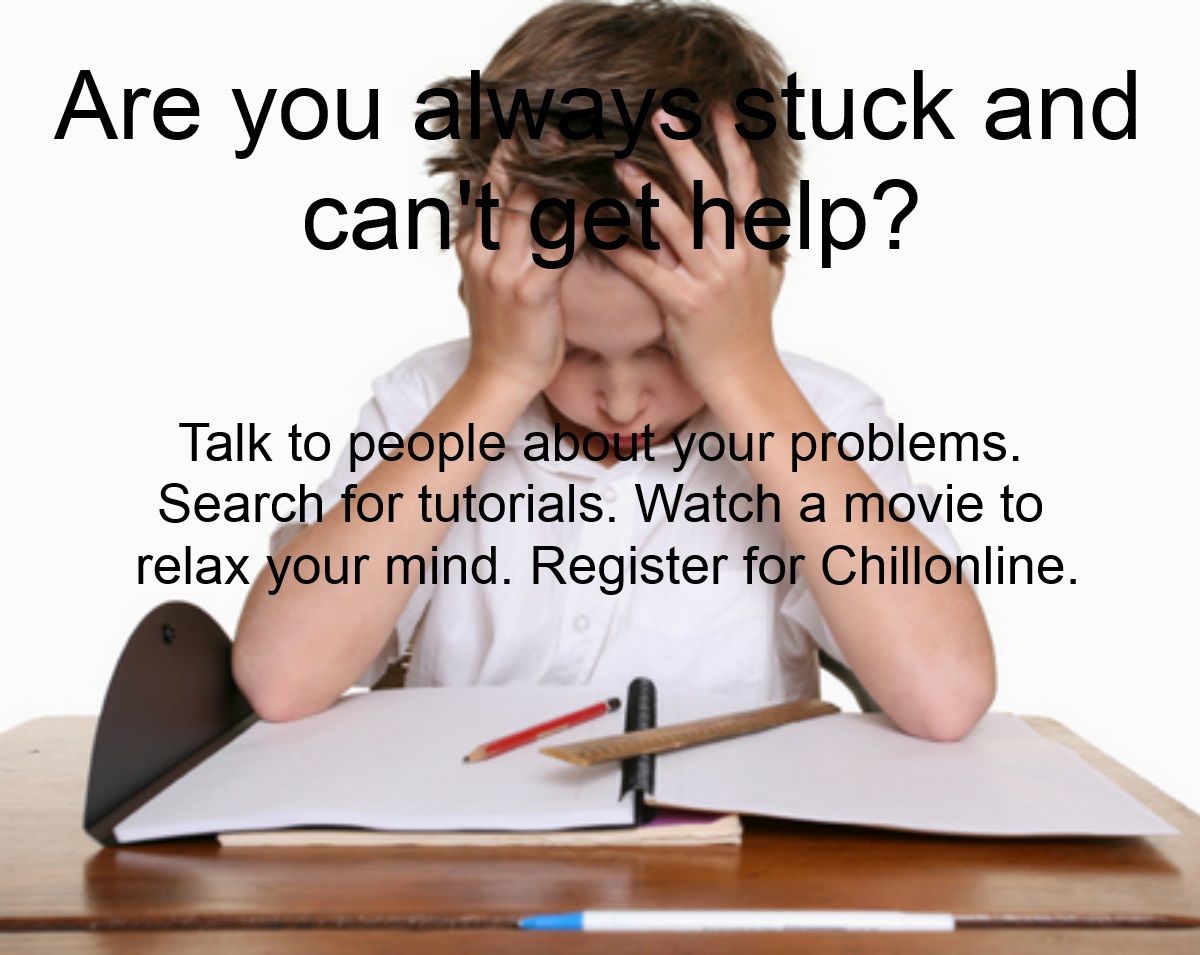 Are you always stuck and
can't get help?
Talk to people about your problems.
Search for tutorials. Watch a movie to
relax your mind. Register for Chillonline.